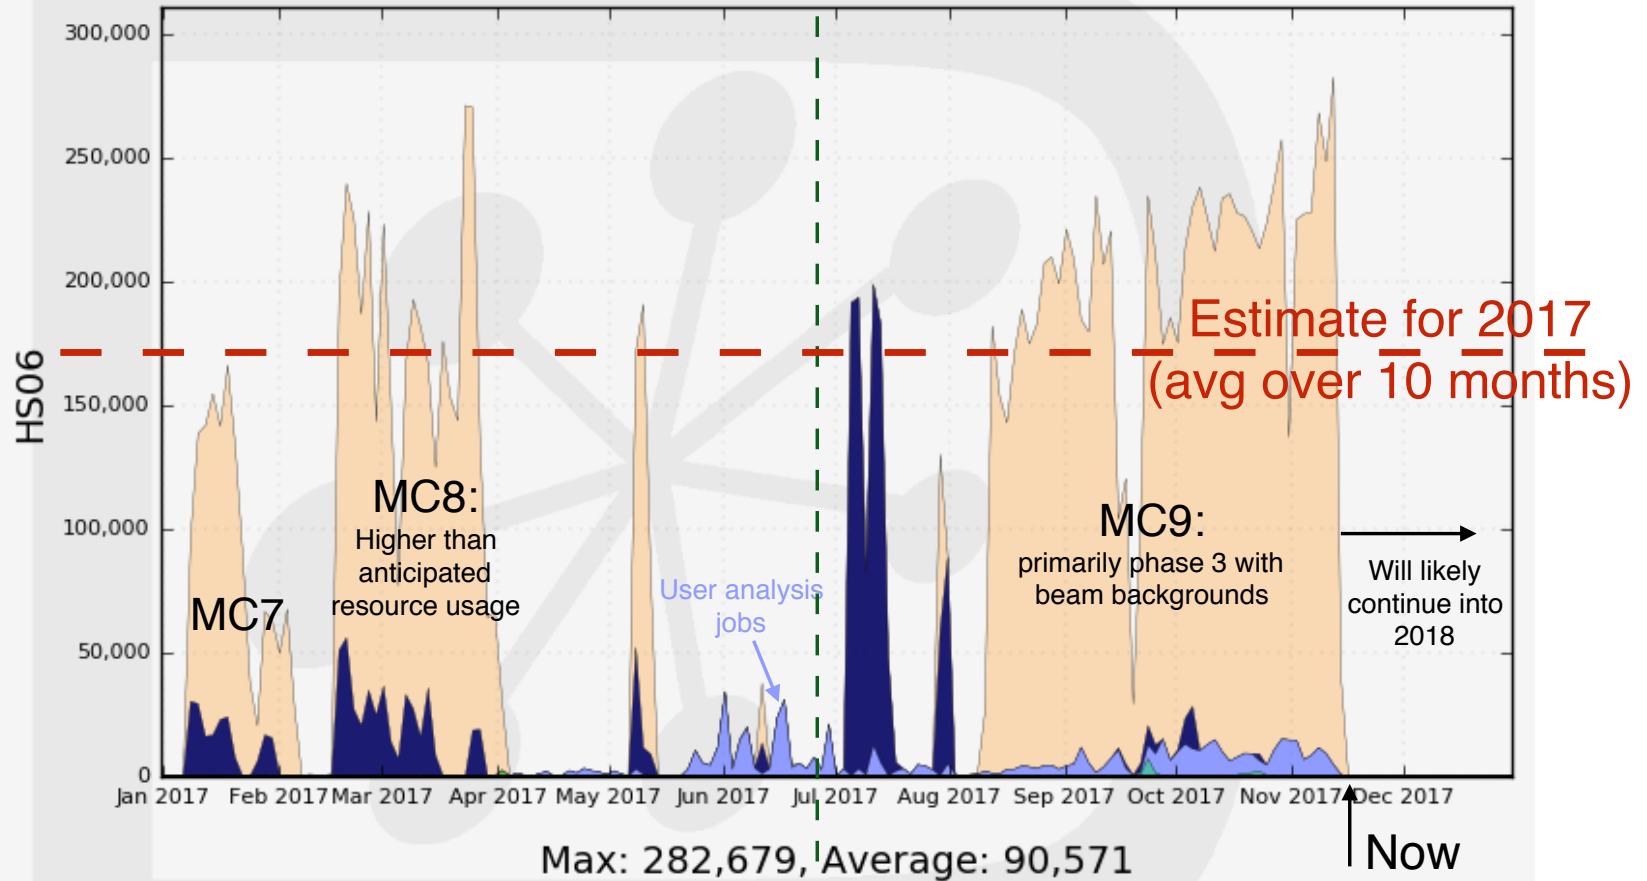 300,000
250,000
200,000
150,000
100,000
50,000
0
HS06
Estimate for 2017
(avg over 10 months)
MC7
MC8:
Higher than
anticipated
resource usage
User analysis
jobs
MC9:
primarily phase 3 with
beam backgrounds
Will likely
continue into
2018
Jan 2017 Feb 2017 Mar 2017 Apr 2017 May 2017 Jun 2017 Jul 2017 Aug 2017 Sep 2017 Oct 2017 Nov 2017 Dec 2017
Max: 282,679, Average: 90,571
Now